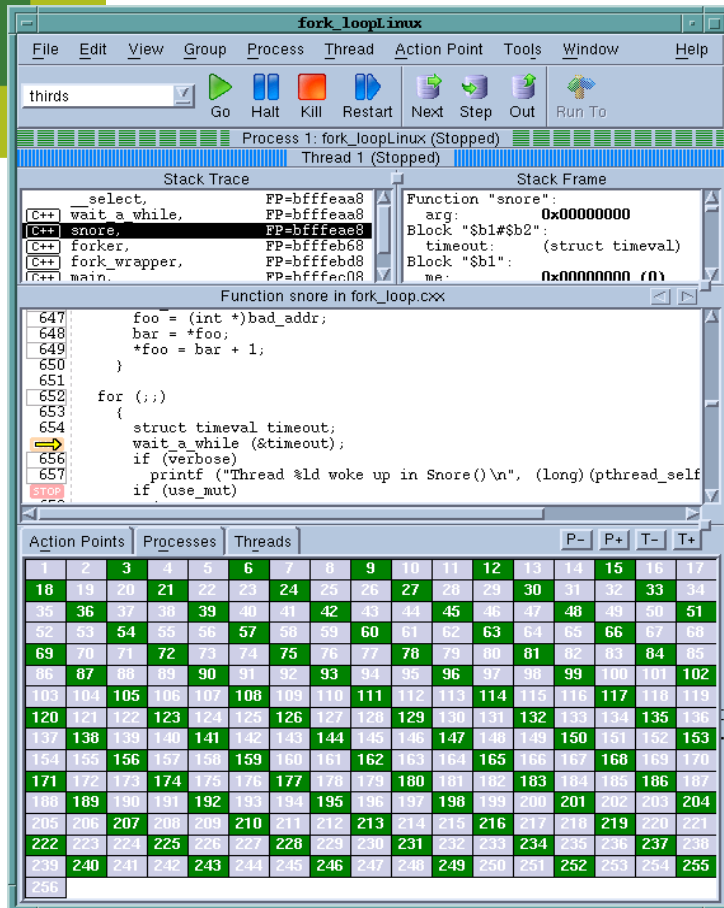 fork_loopLinux
File Edit View Group Process Thread Action Point Tools Window Help
thirds Go Halt Kill Restart Next Step Out Run To
Process 1: fork_loopLinux (Stopped)
Thread 1 (Stopped)
Stack Trace
__select, FP=bfffeaa8
C++ wait_a_while, FP=bfffeaa8
C++ snore, FP=bfffeae8
C++ forker, FP=bfffeb68
C++ fork_wrapper, FP=bfffebd8
C++ main, FP=bfffec08
Stack Frame
Function "snore":
arg: 0x00000000
Block "$b1#$b2":
timeout: (struct timeval)
Block "$b1":
me: 0x00000000 (0)
Function snore in fork_loop.cxx
647 foo = (int *)bad_addr;
648 bar = *foo;
649 *foo = bar + 1;
650 }
651
652 for (;;)
653 {
654 struct timeval timeout;
wait_a_while (&timeout);
656 if (verbose)
657 printf ("Thread %ld woke up in Snore()\n", (long)(pthread_self
STOP if (use_mut)
Action Points Processes Threads P- P+ T- T+
1 2 3 4 5 6 7 8 9 10 11 12 13 14 15 16 17
18 19 20 21 22 23 24 25 26 27 28 29 30 31 32 33 34
35 36 37 38 39 40 41 42 43 44 45 46 47 48 49 50 51
52 53 54 55 56 57 58 59 60 61 62 63 64 65 66 67 68
69 70 71 72 73 74 75 76 77 78 79 80 81 82 83 84 85
86 87 88 89 90 91 92 93 94 95 96 97 98 99 100 101 102
103 104 105 106 107 108 109 110 111 112 113 114 115 116 117 118 119
120 121 122 123 124 125 126 127 128 129 130 131 132 133 134 135 136
137 138 139 140 141 142 143 144 145 146 147 148 149 150 151 152 153
154 155 156 157 158 159 160 161 162 163 164 165 166 167 168 169 170
171 172 173 174 175 176 177 178 179 180 181 182 183 184 185 186 187
188 189 190 191 192 193 194 195 196 197 198 199 200 201 202 203 204
205 206 207 208 209 210 211 212 213 214 215 216 217 218 219 220 221
222 223 224 225 226 227 228 229 230 231 232 233 234 235 236 237 238
239 240 241 242 243 244 245 246 247 248 249 250 251 252 253 254 255
256